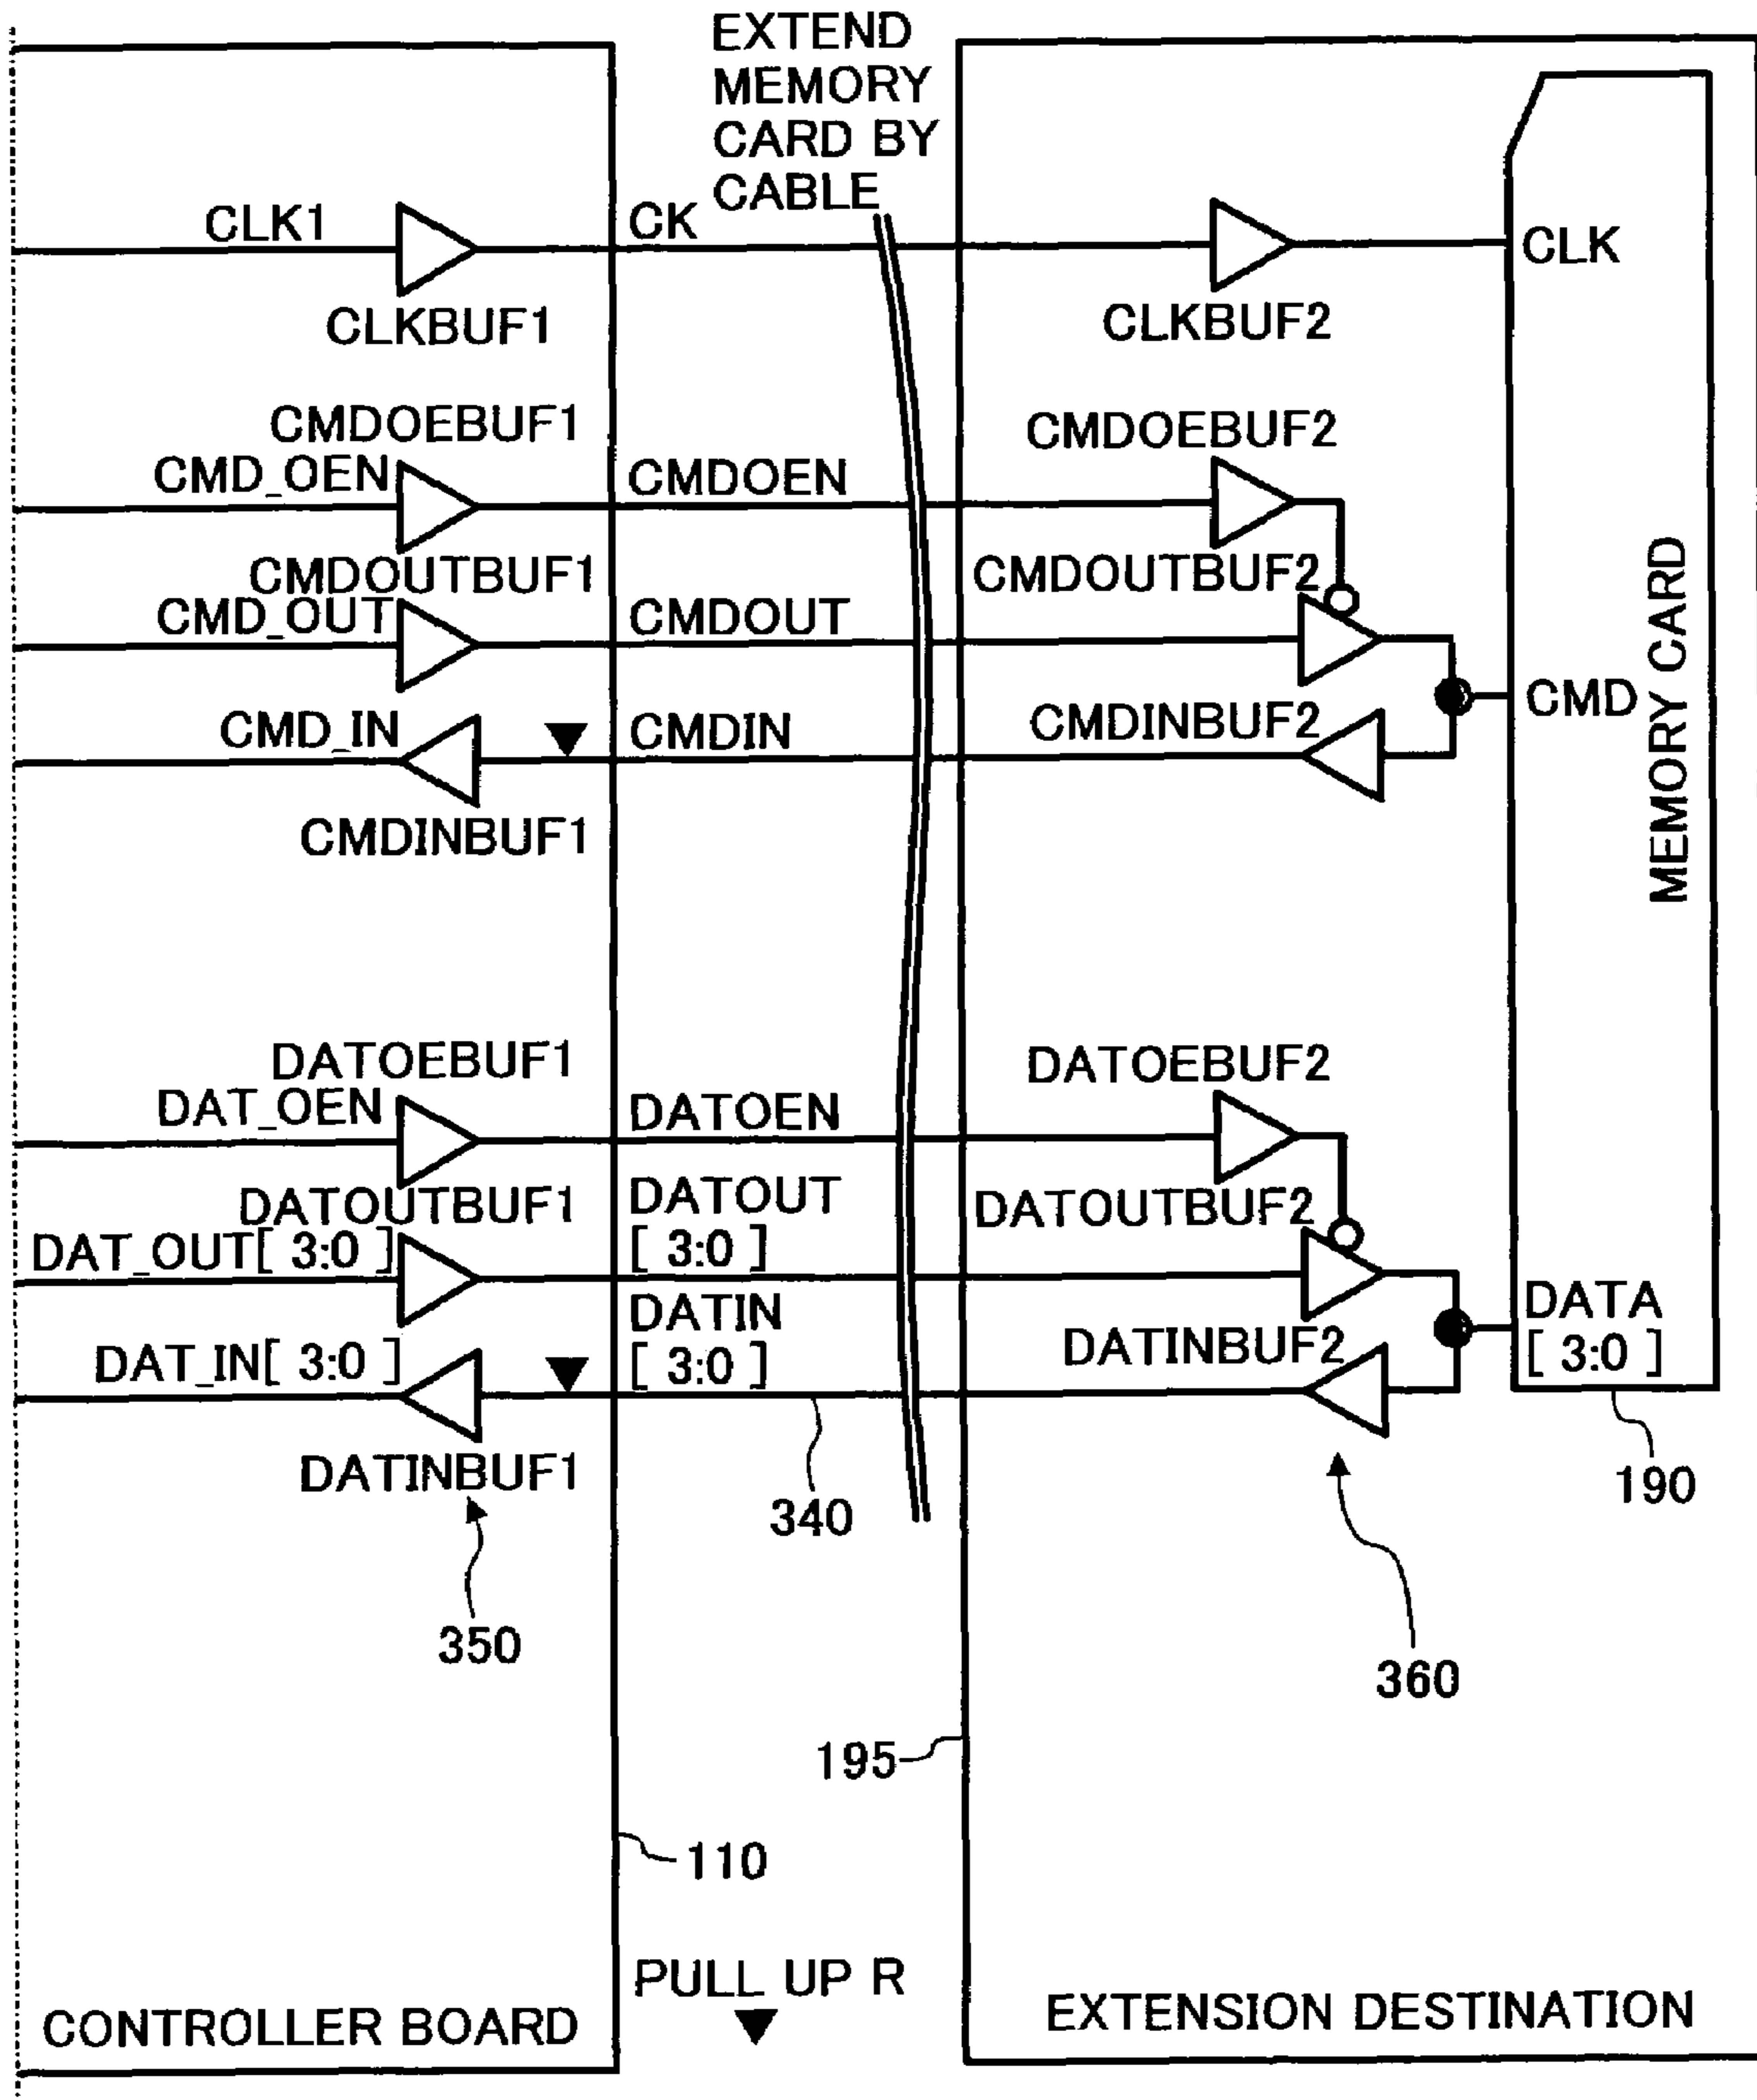 EXTEND
MEMORY
CARD BY
CABLE
CLK1
CK
CLK
CLKBUF1
CLKBUF2
CMDOEBUF1
CMDOEBUF2
CMD_OEN
CMDOEN
CMDOUTBUF1
CMDOUTBUF2
CMD_OUT
CMDOUT
CMD
CMD_IN
CMDIN
CMDINBUF2
CMDINBUF1
MEMORY CARD
DATOEBUF1
DATOEBUF2
DAT_OEN
DATOEN
DATOUTBUF1
DATOUT
[ 3:0 ]
DATOUTBUF2
DAT_OUT[ 3:0 ]
DATIN
[ 3:0 ]
DATA
[ 3:0 ]
DAT_IN[ 3:0 ]
DATINBUF2
DATINBUF1
340
190
350
360
195
110
PULL UP R
CONTROLLER BOARD
EXTENSION DESTINATION